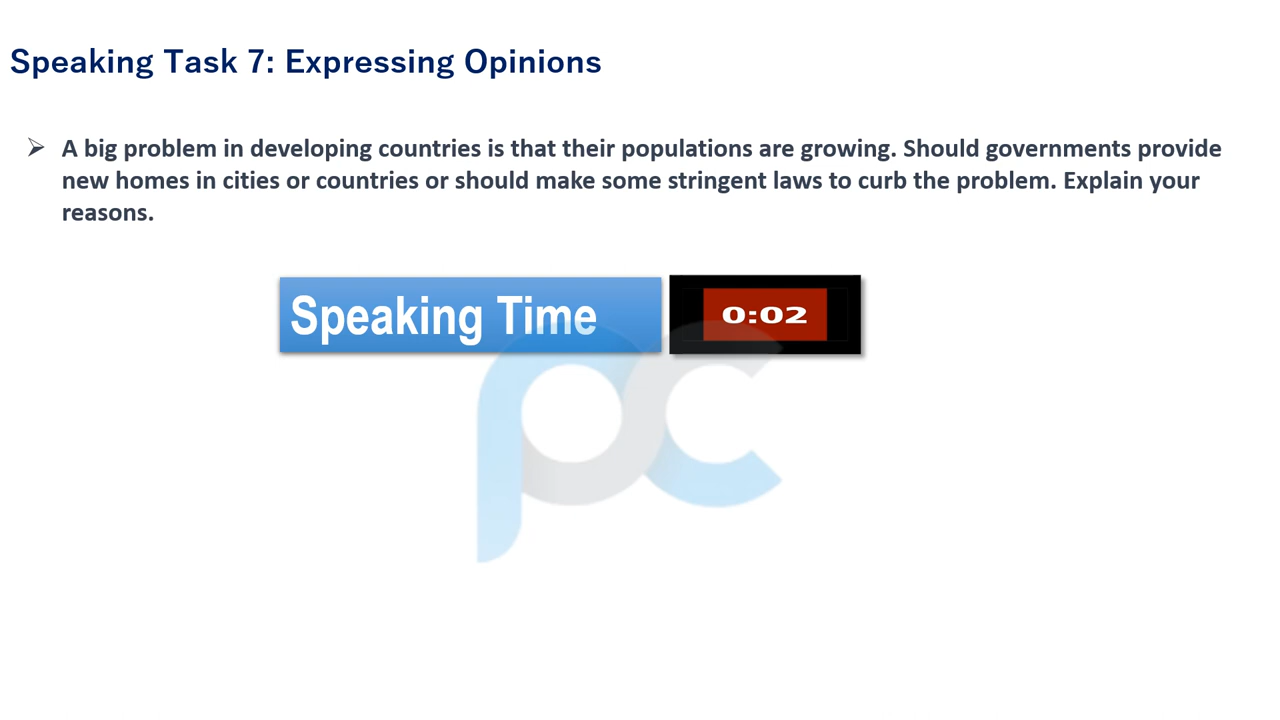 Speaking Task 7: Expressing Opinions
➢ A big problem in developing countries is that their populations are growing. Should governments provide
new homes in cities or countries or should make some stringent laws to curb the problem. Explain your
reasons.
Speaking Time
0:02
pc